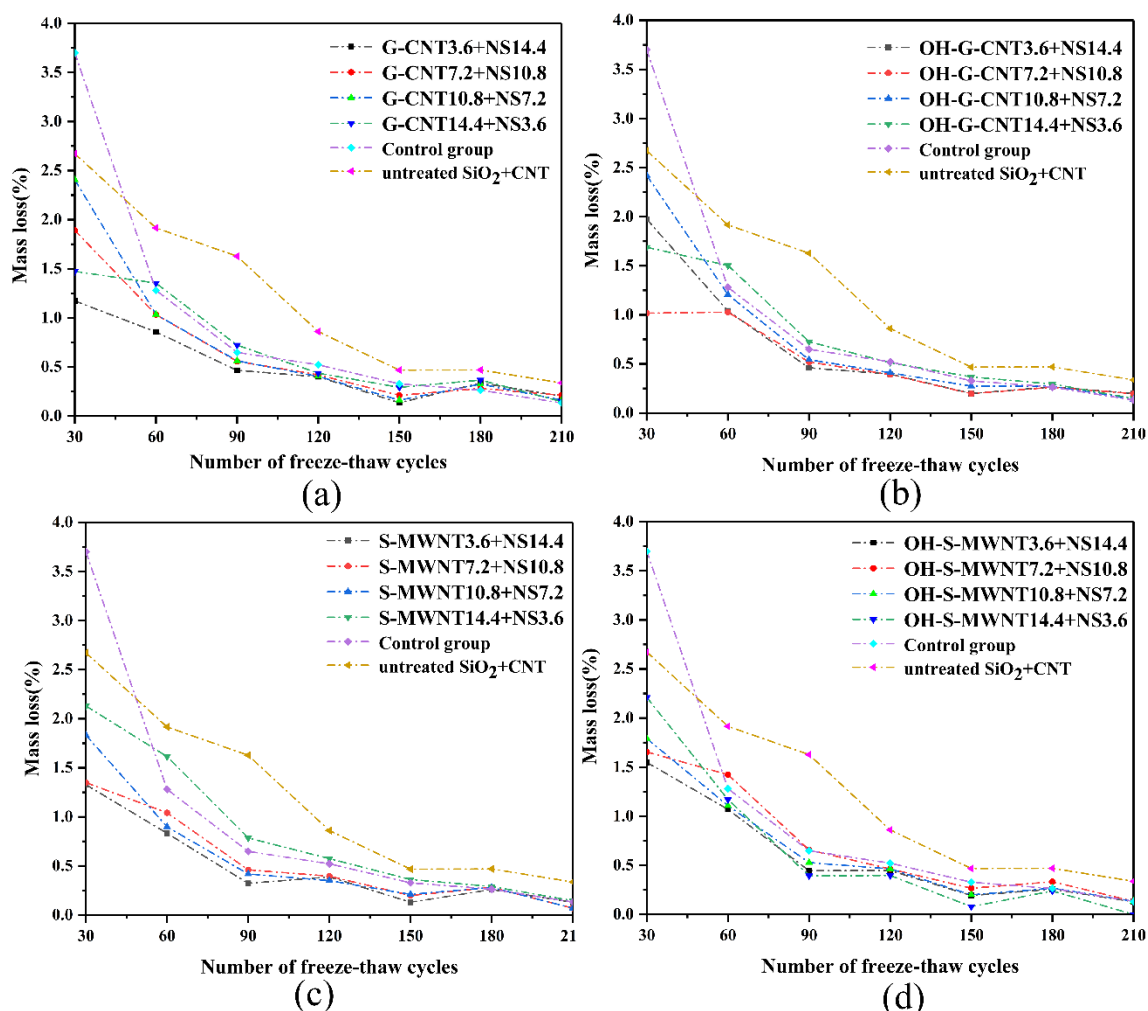 4.0
3.5
3.0
2.5
2.0
1.5
1.0
0.5
0.0
Mass loss(%)
G-CNT3.6+NS14.4
G-CNT7.2+NS10.8
G-CNT10.8+NS7.2
G-CNT14.4+NS3.6
Control group
untreated SiO2+CNT
30 60 90 120 150 180 210
Number of freeze-thaw cycles
(a)
4.0
3.5
3.0
2.5
2.0
1.5
1.0
0.5
0.0
Mass loss(%)
OH-G-CNT3.6+NS14.4
OH-G-CNT7.2+NS10.8
OH-G-CNT10.8+NS7.2
OH-G-CNT14.4+NS3.6
Control group
untreated SiO2+CNT
30 60 90 120 150 180 210
Number of freeze-thaw cycles
(b)
4.0
3.5
3.0
2.5
2.0
1.5
1.0
0.5
0.0
Mass loss(%)
S-MWNT3.6+NS14.4
S-MWNT7.2+NS10.8
S-MWNT10.8+NS7.2
S-MWNT14.4+NS3.6
Control group
untreated SiO2+CNT
30 60 90 120 150 180 21
Number of freeze-thaw cycles
(c)
4.0
3.5
3.0
2.5
2.0
1.5
1.0
0.5
0.0
Mass loss(%)
OH-S-MWNT3.6+NS14.4
OH-S-MWNT7.2+NS10.8
OH-S-MWNT10.8+NS7.2
OH-S-MWNT14.4+NS3.6
Control group
untreated SiO2+CNT
30 60 90 120 150 180 210
Number of freeze-thaw cycles
(d)